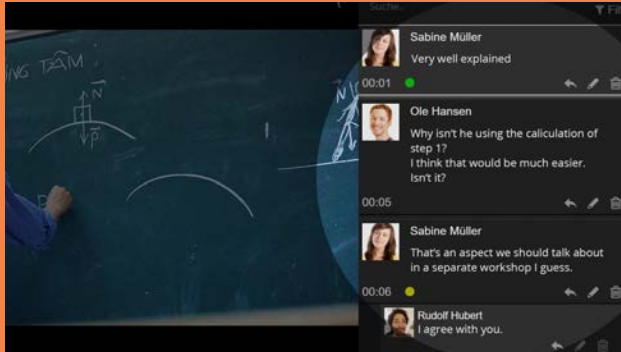 Suche..
Sabine Müller
Very well explained
00:01
Ole Hansen
Why isn't he using the caliculation of
step 1?
I think that would be much easier.
Isn't it?
00:05
Sabine Müller
That's an aspect we should talk about
in a separate workshop I guess.
00:06
Rudolf Hubert
I agree with you.
N
P
N